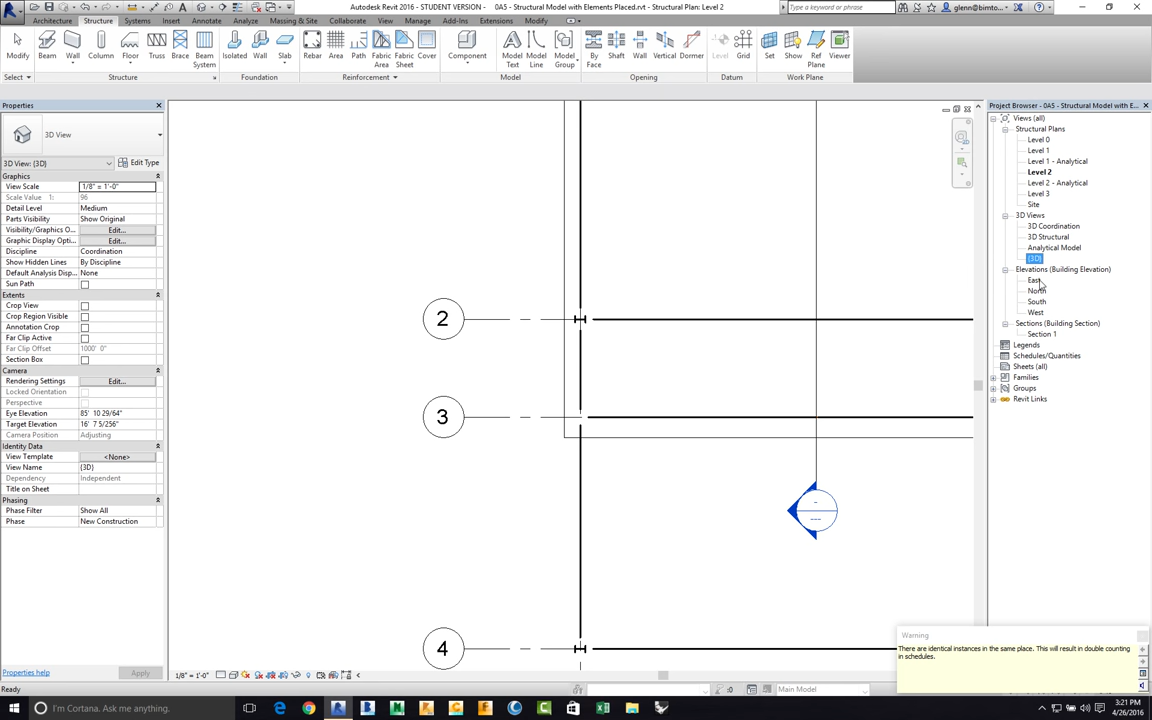 Autodesk Revit 2016 - STUDENT VERSION - 0A5 - Structural Model with Elements Placed.rvt - Structural Plan: Level 2
Type a keyword or phrase
glenn@bimto...
Architecture Structure Systems Insert Annotate Analyze Massing & Site Collaborate View Manage Add-Ins Extensions Modify
Modify Beam Wall Column Floor Truss Brace Beam System Isolated Wall Slab Rebar Area Path Fabric Area Fabric Sheet Cover Component Model Text Model Line Model Group By Face Shaft Wall Vertical Dormer Level Grid Set Show Ref Plane Viewer
Select Structure Foundation Reinforcement Model Opening Datum Work Plane
Properties
3D View
3D View: {3D}
Edit Type
Graphics
View Scale 1/8" = 1'-0"
Scale Value 1: 96
Detail Level Medium
Parts Visibility Show Original
Visibility/Graphics O... Edit...
Graphic Display Opti... Edit...
Discipline Coordination
Show Hidden Lines By Discipline
Default Analysis Disp... None
Sun Path
Extents
Crop View
Crop Region Visible
Annotation Crop
Far Clip Active
Far Clip Offset 1000' 0"
Section Box
Camera
Rendering Settings Edit...
Locked Orientation
Perspective
Eye Elevation 85' 10 29/64"
Target Elevation 16' 7 5/256"
Camera Position Adjusting
Identity Data
View Template <None>
View Name {3D}
Dependency Independent
Title on Sheet
Phasing
Phase Filter Show All
Phase New Construction
Properties help
Apply
2
3
4
-
---
Project Browser - 0A5 - Structural Model with E...
Views (all)
Structural Plans
Level 0
Level 1
Level 1 - Analytical
Level 2
Level 2 - Analytical
Level 3
Site
3D Views
3D Coordination
3D Structural
Analytical Model
{3D}
Elevations (Building Elevation)
East
North
South
West
Sections (Building Section)
Section 1
Legends
Schedules/Quantities
Sheets (all)
Families
Groups
Revit Links
Warning
There are identical instances in the same place. This will result in double counting
in schedules.
1/8" = 1'-0"
Ready
:0
Main Model
I'm Cortana. Ask me anything.
3:21 PM
4/26/2016